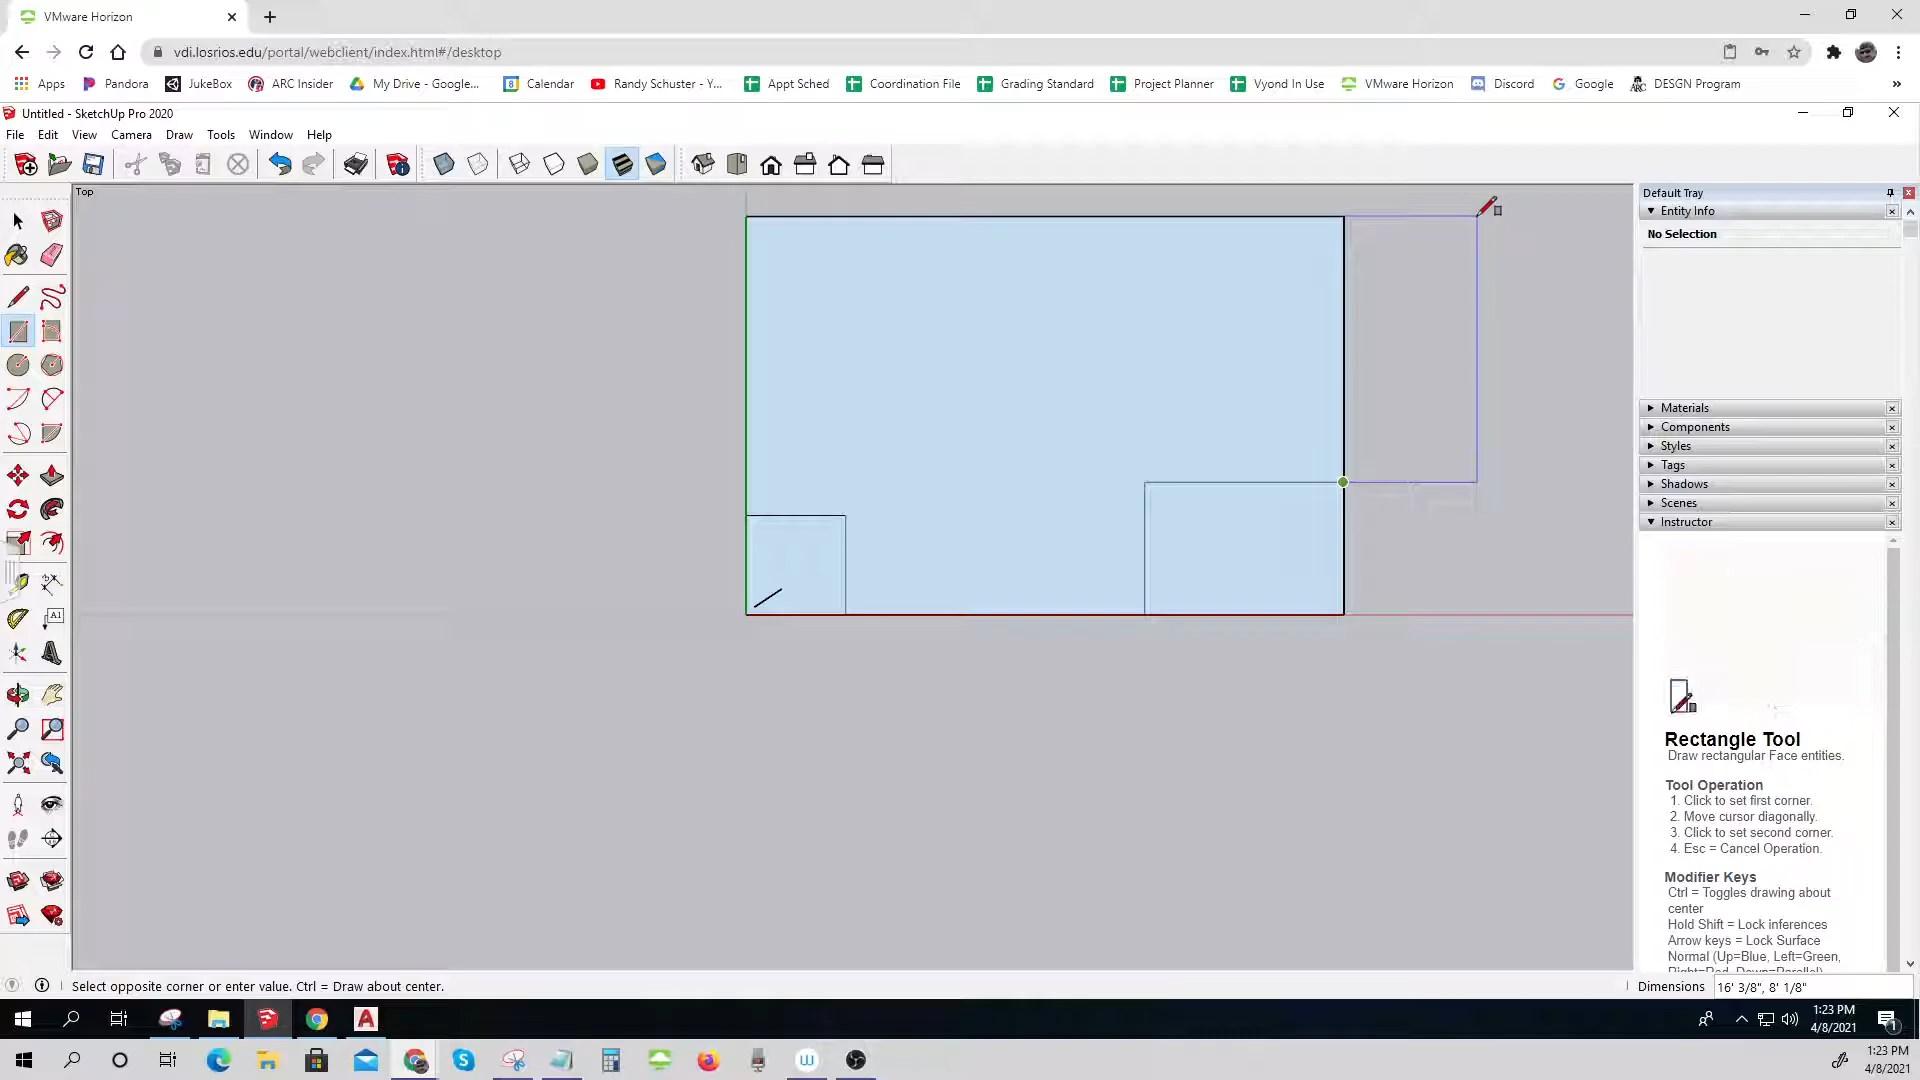 VMware Horizon
vdi.losrios.edu/portal/webclient/index.html#/desktop
Apps Pandora JukeBox ARC Insider My Drive - Google... Calendar Randy Schuster - Y... Appt Sched Coordination File Grading Standard Project Planner Vyond In Use VMware Horizon Discord Google DESGN Program »
Untitled - SketchUp Pro 2020
File Edit View Camera Draw Tools Window Help
Top
Default Tray
Entity Info
No Selection
Materials
Components
Styles
Tags
Shadows
Scenes
Instructor
Rectangle Tool
Draw rectangular Face entities.
Tool Operation
1. Click to set first corner.
2. Move cursor diagonally.
3. Click to set second corner.
4. Esc = Cancel Operation.
Modifier Keys
Ctrl = Toggles drawing about
center
Hold Shift = Lock inferences
Arrow keys = Lock Surface
Normal (Up=Blue, Left=Green,
Right=Red, Down=Parallel)
Select opposite corner or enter value. Ctrl = Draw about center.
Dimensions 16' 3/8", 8' 1/8"
1:23 PM
4/8/2021
1:23 PM
4/8/2021